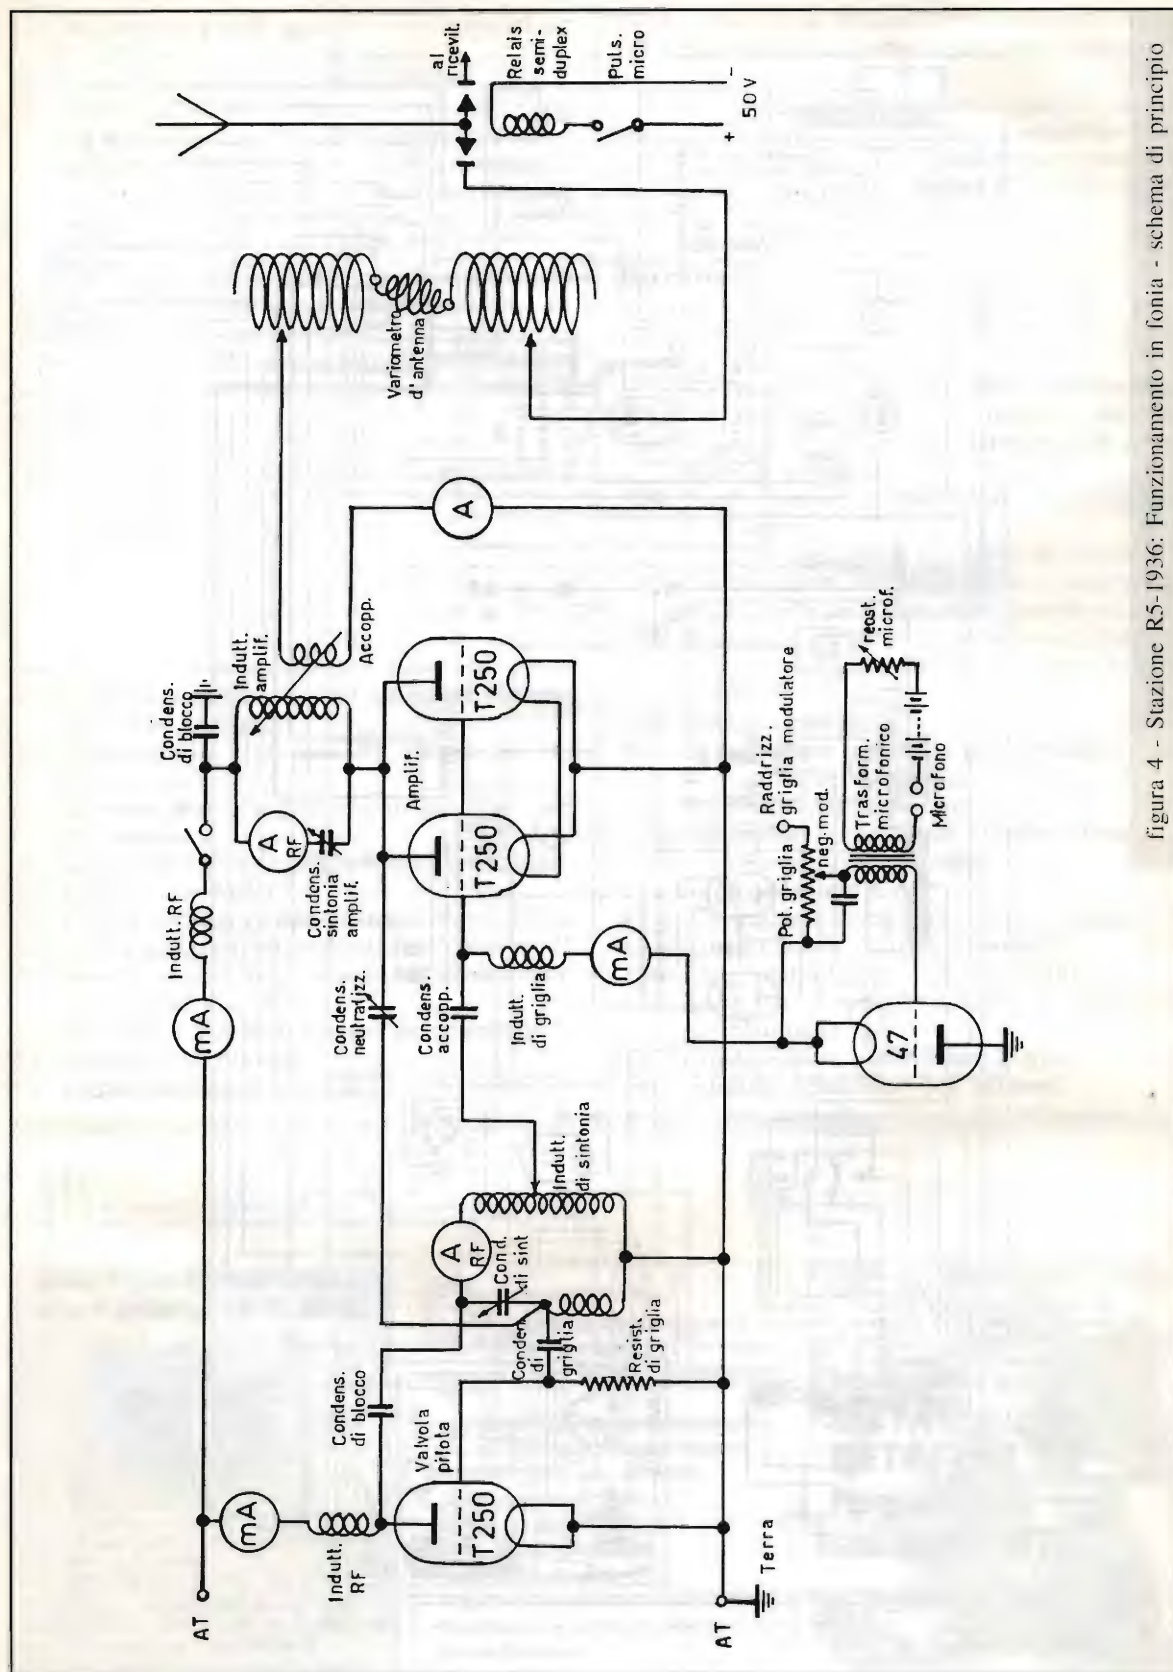 AT
mA
Indutt.
RF
Valvola
pilota
T250
AT
Terra
Condens.
di blocco
Conden.
di
griglia
Resist.
di griglia
A
RF
Cond.
di sint
Indutt.
di sintonia
mA
Indutt. RF
Condens.
neutralizz.
Condens.
accopp.
Indutt.
di griglia
mA
47
Condens.
di blocco
A
RF
Condens.
sintonia
amplif.
Indutt.
amplif.
Accopp.
Amplif.
T250
T250
A
Pot. griglia
neg. mod.
Raddrizz.
griglia modulatore
Trasform.
microfonico
Microfono
reost.
microf.
Variometro
d'antenna
al
ricevit.
Relais
semi-
duplex
Puls.
micro
+
-
50V
figura 4 - Stazione R5-1936: Funzionamento in fonia - schema di principio